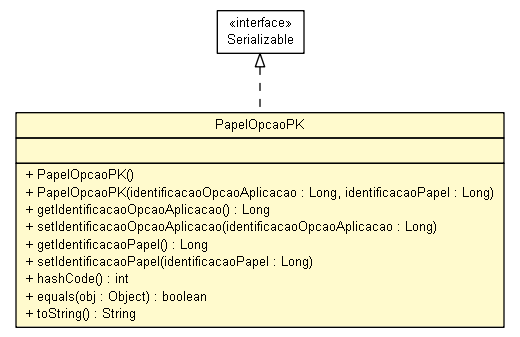 «interface»
Serializable
PapelOpcaoPK
+ PapelOpcaoPK()
+ PapelOpcaoPK(identificacaoOpcaoAplicacao : Long, identificacaoPapel : Long)
+ getIdentificacaoOpcaoAplicacao() : Long
+ setIdentificacaoOpcaoAplicacao(identificacaoOpcaoAplicacao : Long)
+ getIdentificacaoPapel() : Long
+ setIdentificacaoPapel(identificacaoPapel : Long)
+ hashCode() : int
+ equals(obj : Object) : boolean
+ toString() : String